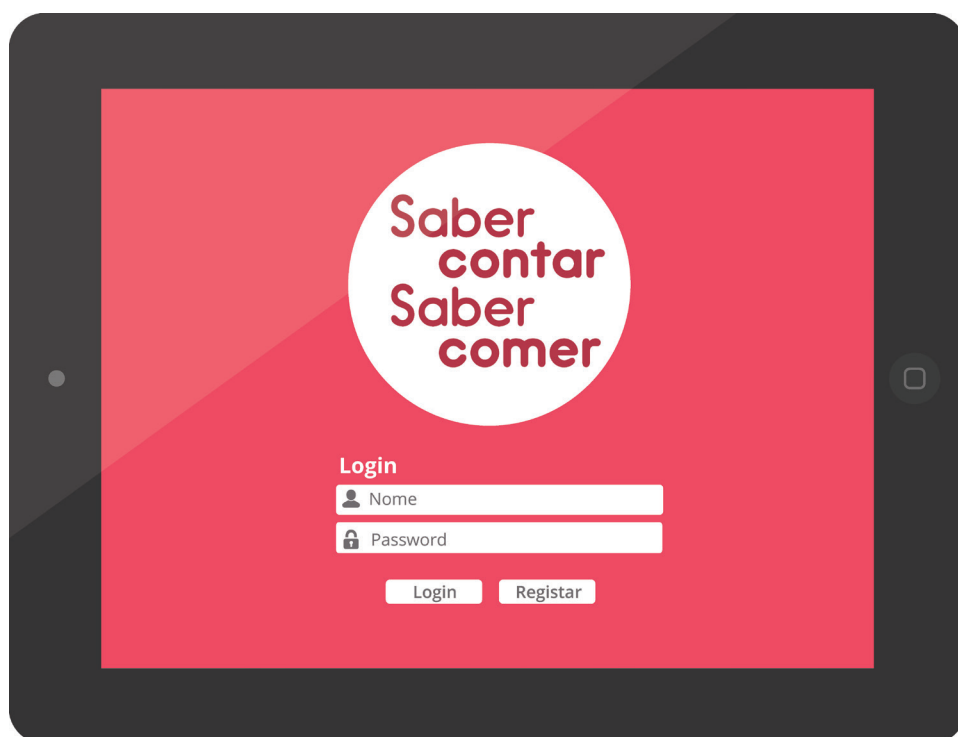 Saber
contar
Saber
comer
Login
Nome
Password
Login Registar